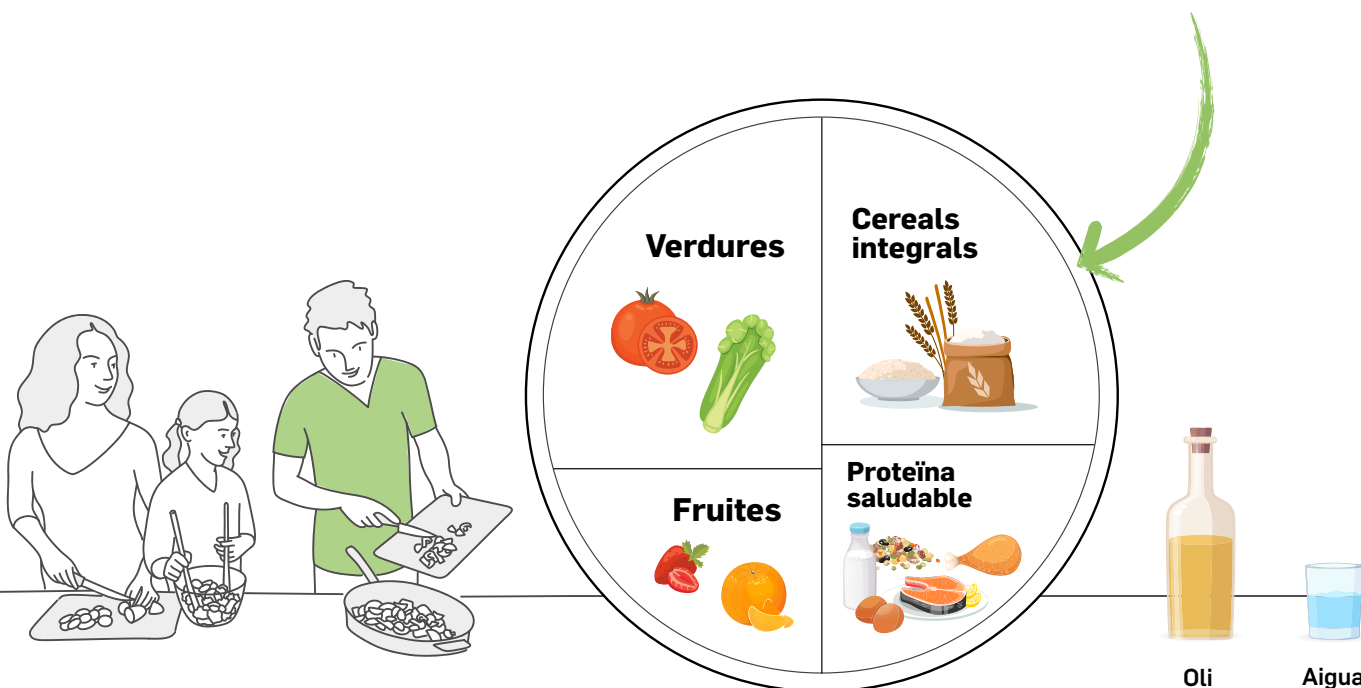 Verdures
Cereals
integrals
Fruites
Proteïna
saludable
Oli
Aigua